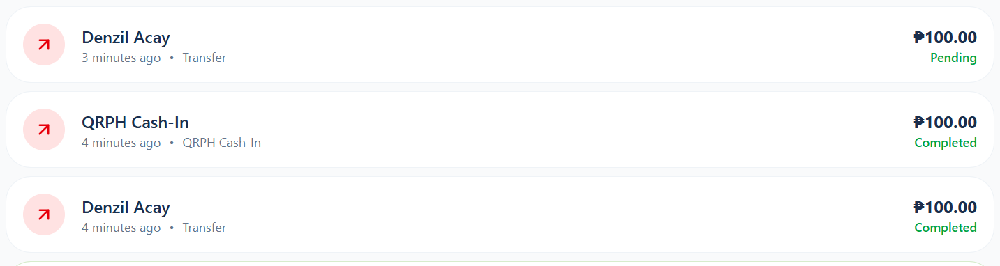 Denzil Acay
₱100.00
3 minutes ago • Transfer
Pending
QRPH Cash-In
₱100.00
4 minutes ago • QRPH Cash-In
Completed
Denzil Acay
₱100.00
4 minutes ago • Transfer
Completed